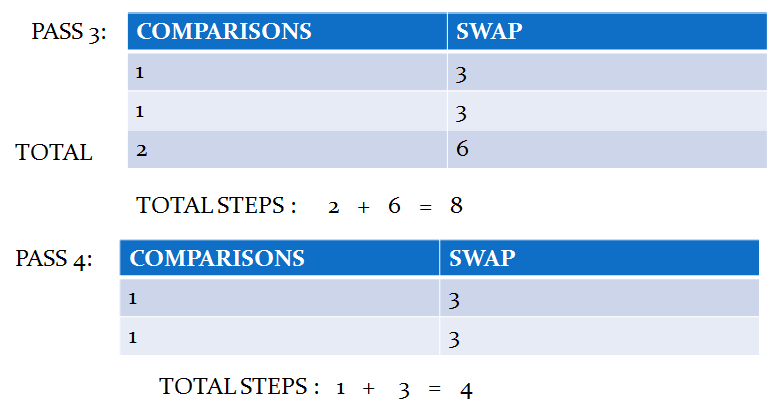 PASS 3: COMPARISONS SWAP
1 3
1 3
TOTAL 2 6
TOTAL STEPS : 2 + 6 = 8
PASS 4: COMPARISONS SWAP
1 3
1 3
TOTAL STEPS : 1 + 3 = 4